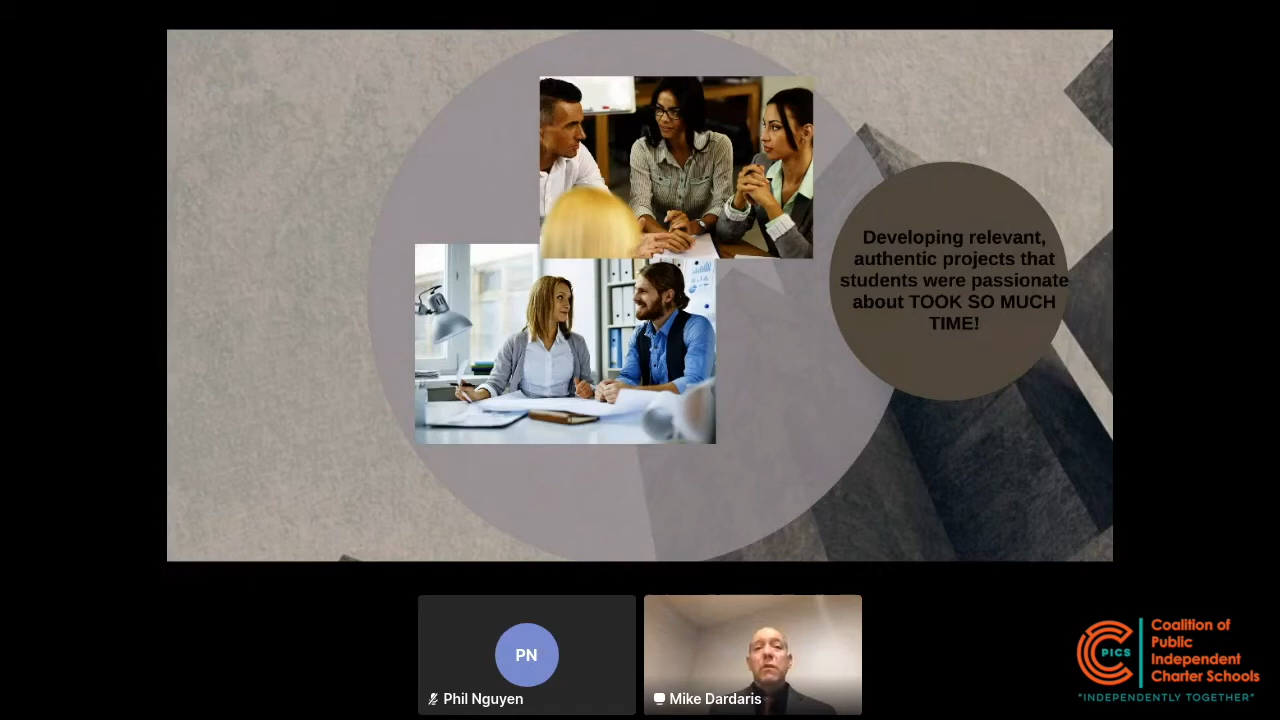 Developing relevant,
authentic projects that
students were passionate
about TOOK SO MUCH
TIME!
PN
Phil Nguyen
Mike Dardaris
PICS
Coalition of
Public
Independent
Charter Schools
"INDEPENDENTLY TOGETHER"